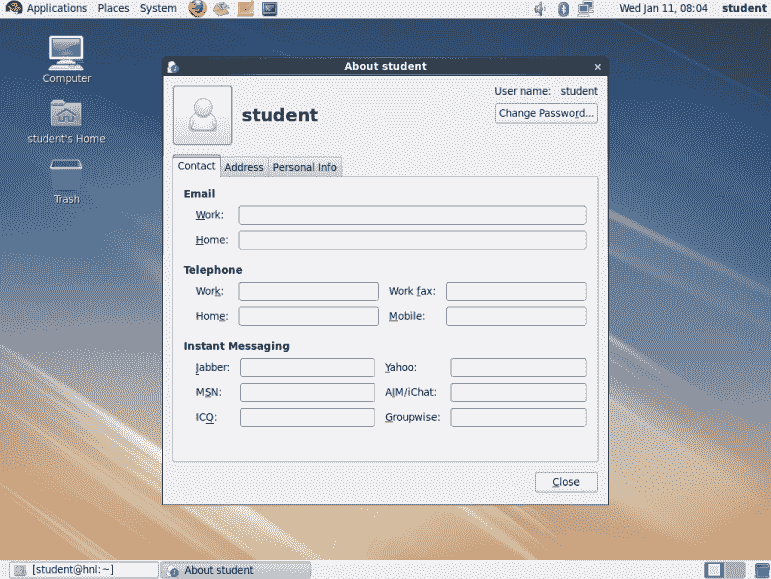 Applications Places System Wed Jan 11, 08:04 student
Computer
student's Home
Trash
About student
student
User name: student
Change Password...
Contact Address Personal Info
Email
Work:
Home:
Telephone
Work: Work fax:
Home: Mobile:
Instant Messaging
Jabber: Yahoo:
MSN: AIM/iChat:
ICQ: Groupwise:
Close
[student@hnl:~] About student